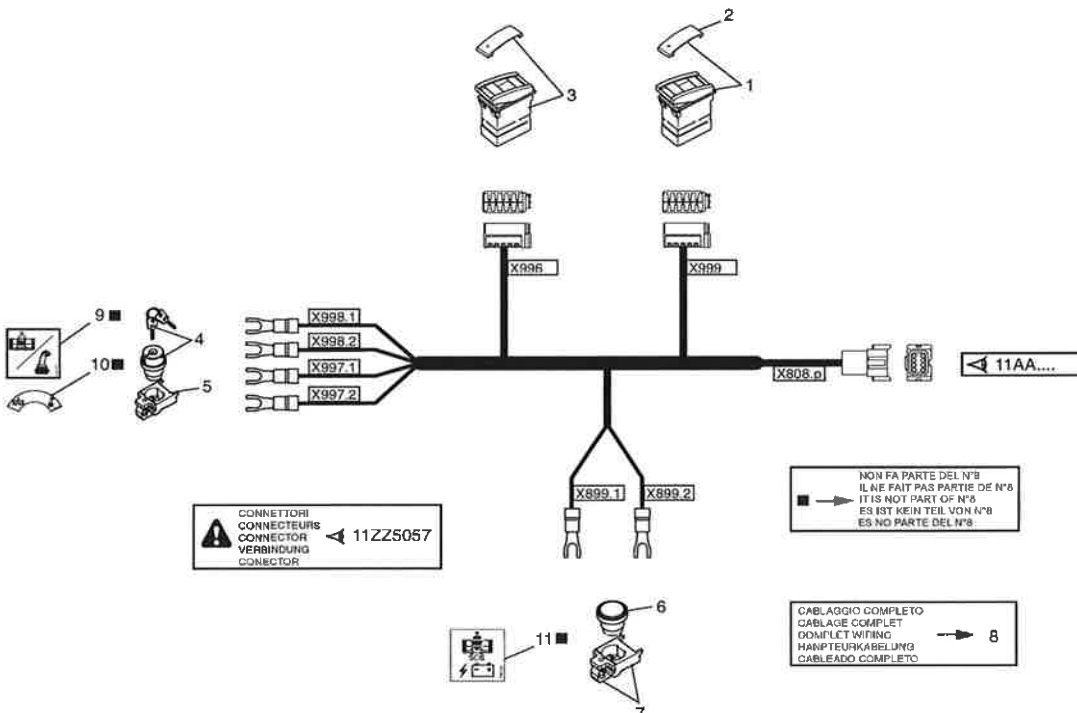 2
3
1
X996
X999
9 ■
4
10 ■
5
X998.1
X998.2
X997.1
X997.2
X808.p
11AA....
X899.1
X899.2
CONNETTORI
CONNECTEURS
CONNECTOR
VERBINDUNG
CONECTOR
11ZZ5057
NON FA PARTE DEL N°8
IL NE FAIT PAS PARTIE DE N°8
IT IS NOT PART OF N°8
ES IST KEIN TEIL VON N°8
ES NO PARTE DEL N°8
6
11 ■
7
CABLAGGIO COMPLETO
CABLAGE COMPLET
COMPLET WIRING
HANPTEURKABELUNG
CABLEADO COMPLETO
8